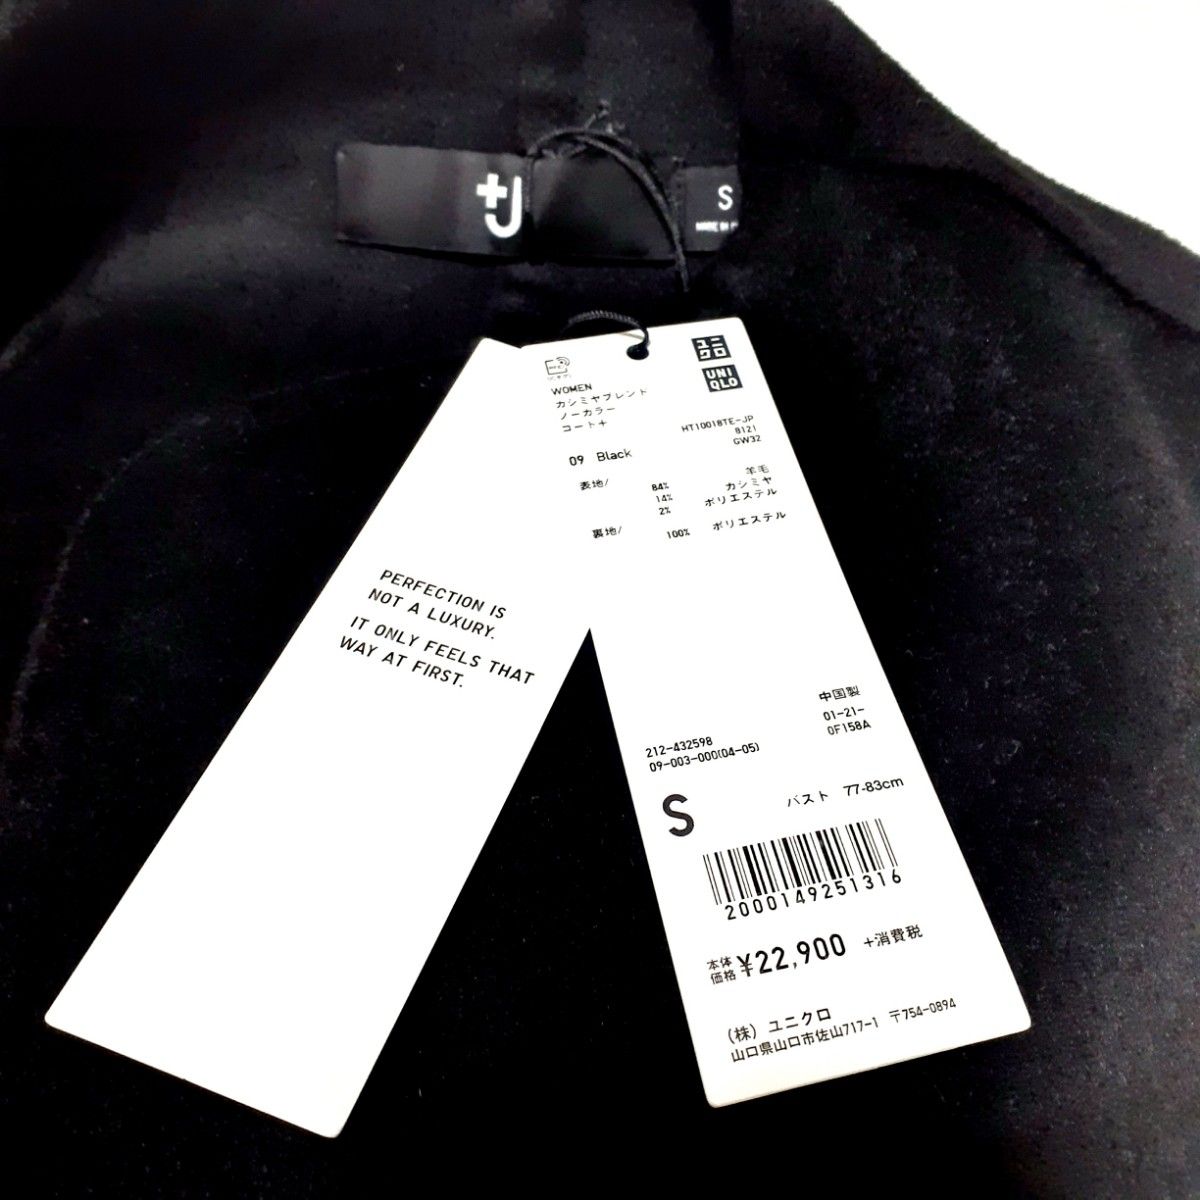 +J
S
ユニ
クロ
UNI
QLO
WOMEN
カシミヤブレンド
ノーカラー
コート+
HT10018TE-JP
8121
GW32
09 Black
表地/ 84% 羊毛
14% カシミヤ
2% ポリエステル
裏地/ 100% ポリエステル
PERFECTION IS
NOT A LUXURY.
IT ONLY FEELS THAT
WAY AT FIRST.
中国製
01-21-
0F158A
212-432598
09-003-000(04-05)
S バスト 77-83cm
2000149251316
本体
価格 ¥22,900 +消費税
(株) ユニクロ
山口県山口市佐山717-1 〒754-0894